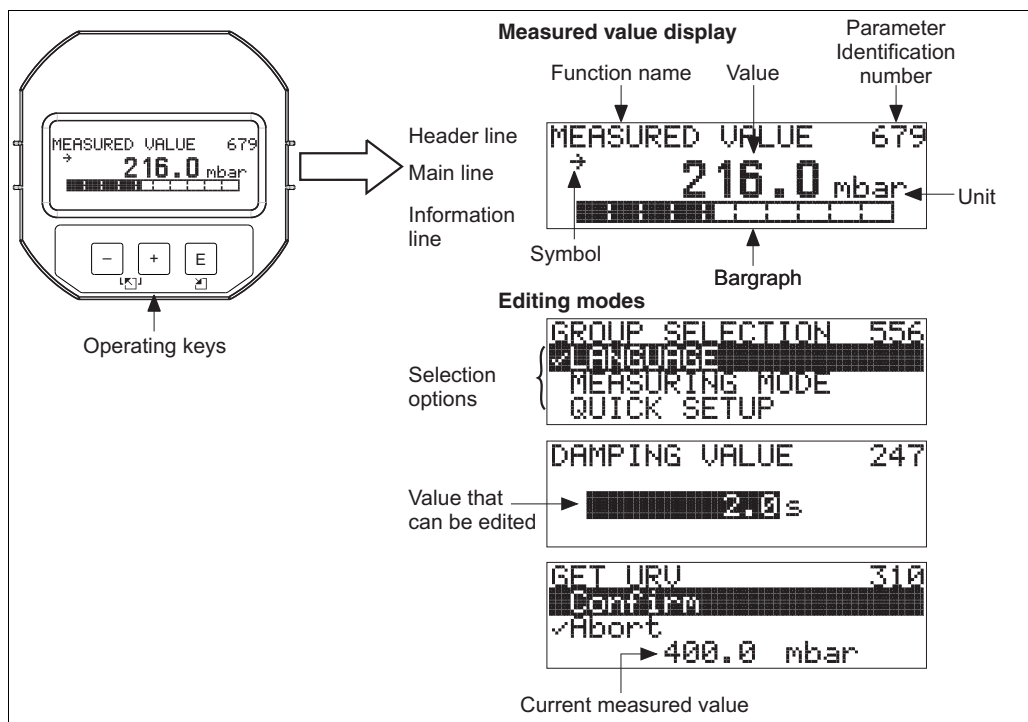 MEASURED VALUE 679
216.0 mbar
– + E
Operating keys
Measured value display
Function name
Value
Parameter
Identification
number
Header line
Main line
Information
line
MEASURED VALUE 679
216.0 mbar
Unit
Symbol
Bargraph
Editing modes
Selection
options
GROUP SELECTION 556
✓LANGUAGE
MEASURING MODE
QUICK SETUP
Value that
can be edited
DAMPING VALUE 247
2.0 s
GET URV 310
Confirm
✓Abort
400.0 mbar
Current measured value